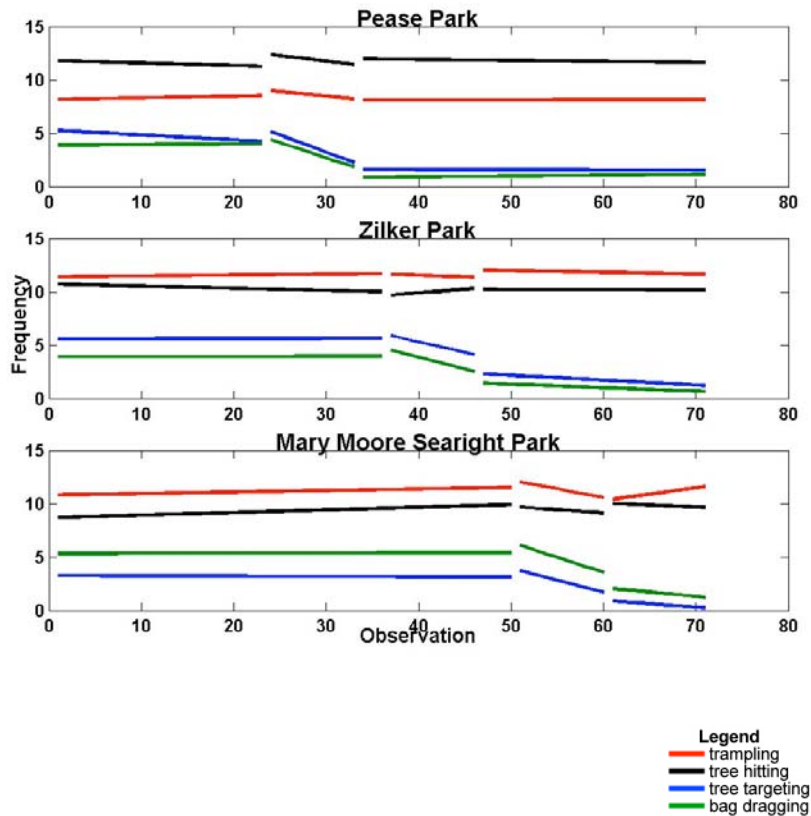 Pease Park
15
10
5
0
0 10 20 30 40 50 60 70 80
Zilker Park
15
10
5
0
0 10 20 30 40 50 60 70 80
Frequency
Mary Moore Searight Park
15
10
5
0
0 10 20 30 40 50 60 70 80
Observation
Legend
trampling
tree hitting
tree targeting
bag dragging